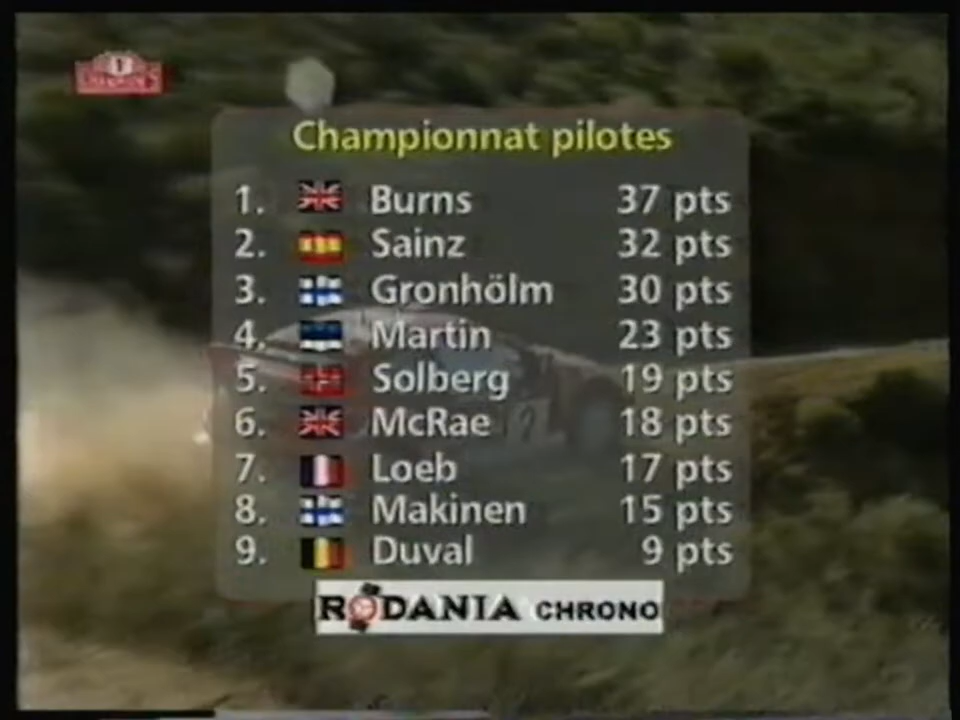 1
Championnat pilotes
1. Burns 37 pts
2. Sainz 32 pts
3. Gronhölm 30 pts
4. Martin 23 pts
5. Solberg 19 pts
6. McRae 18 pts
7. Loeb 17 pts
8. Makinen 15 pts
9. Duval 9 pts
RODANIA CHRONO